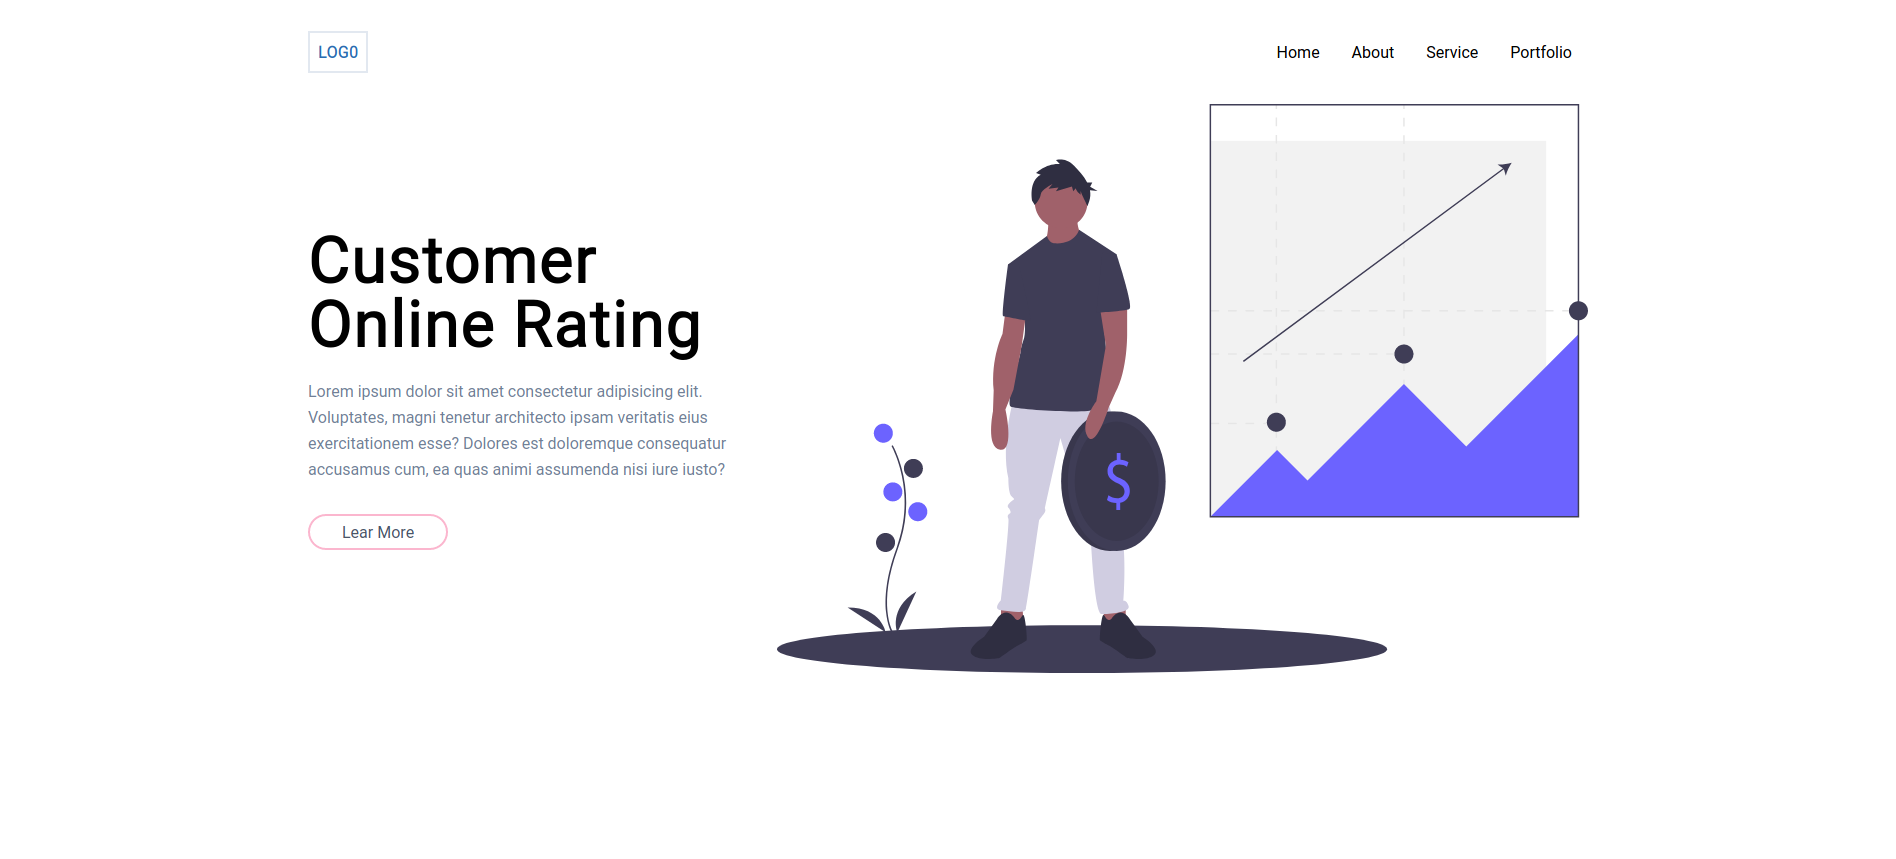 LOG0
Home About Service Portfolio
Customer
Online Rating
Lorem ipsum dolor sit amet consectetur adipisicing elit.
Voluptates, magni tenetur architecto ipsam veritatis eius
exercitationem esse? Dolores est doloremque consequatur
accusamus cum, ea quas animi assumenda nisi iure iusto?
Lear More
$